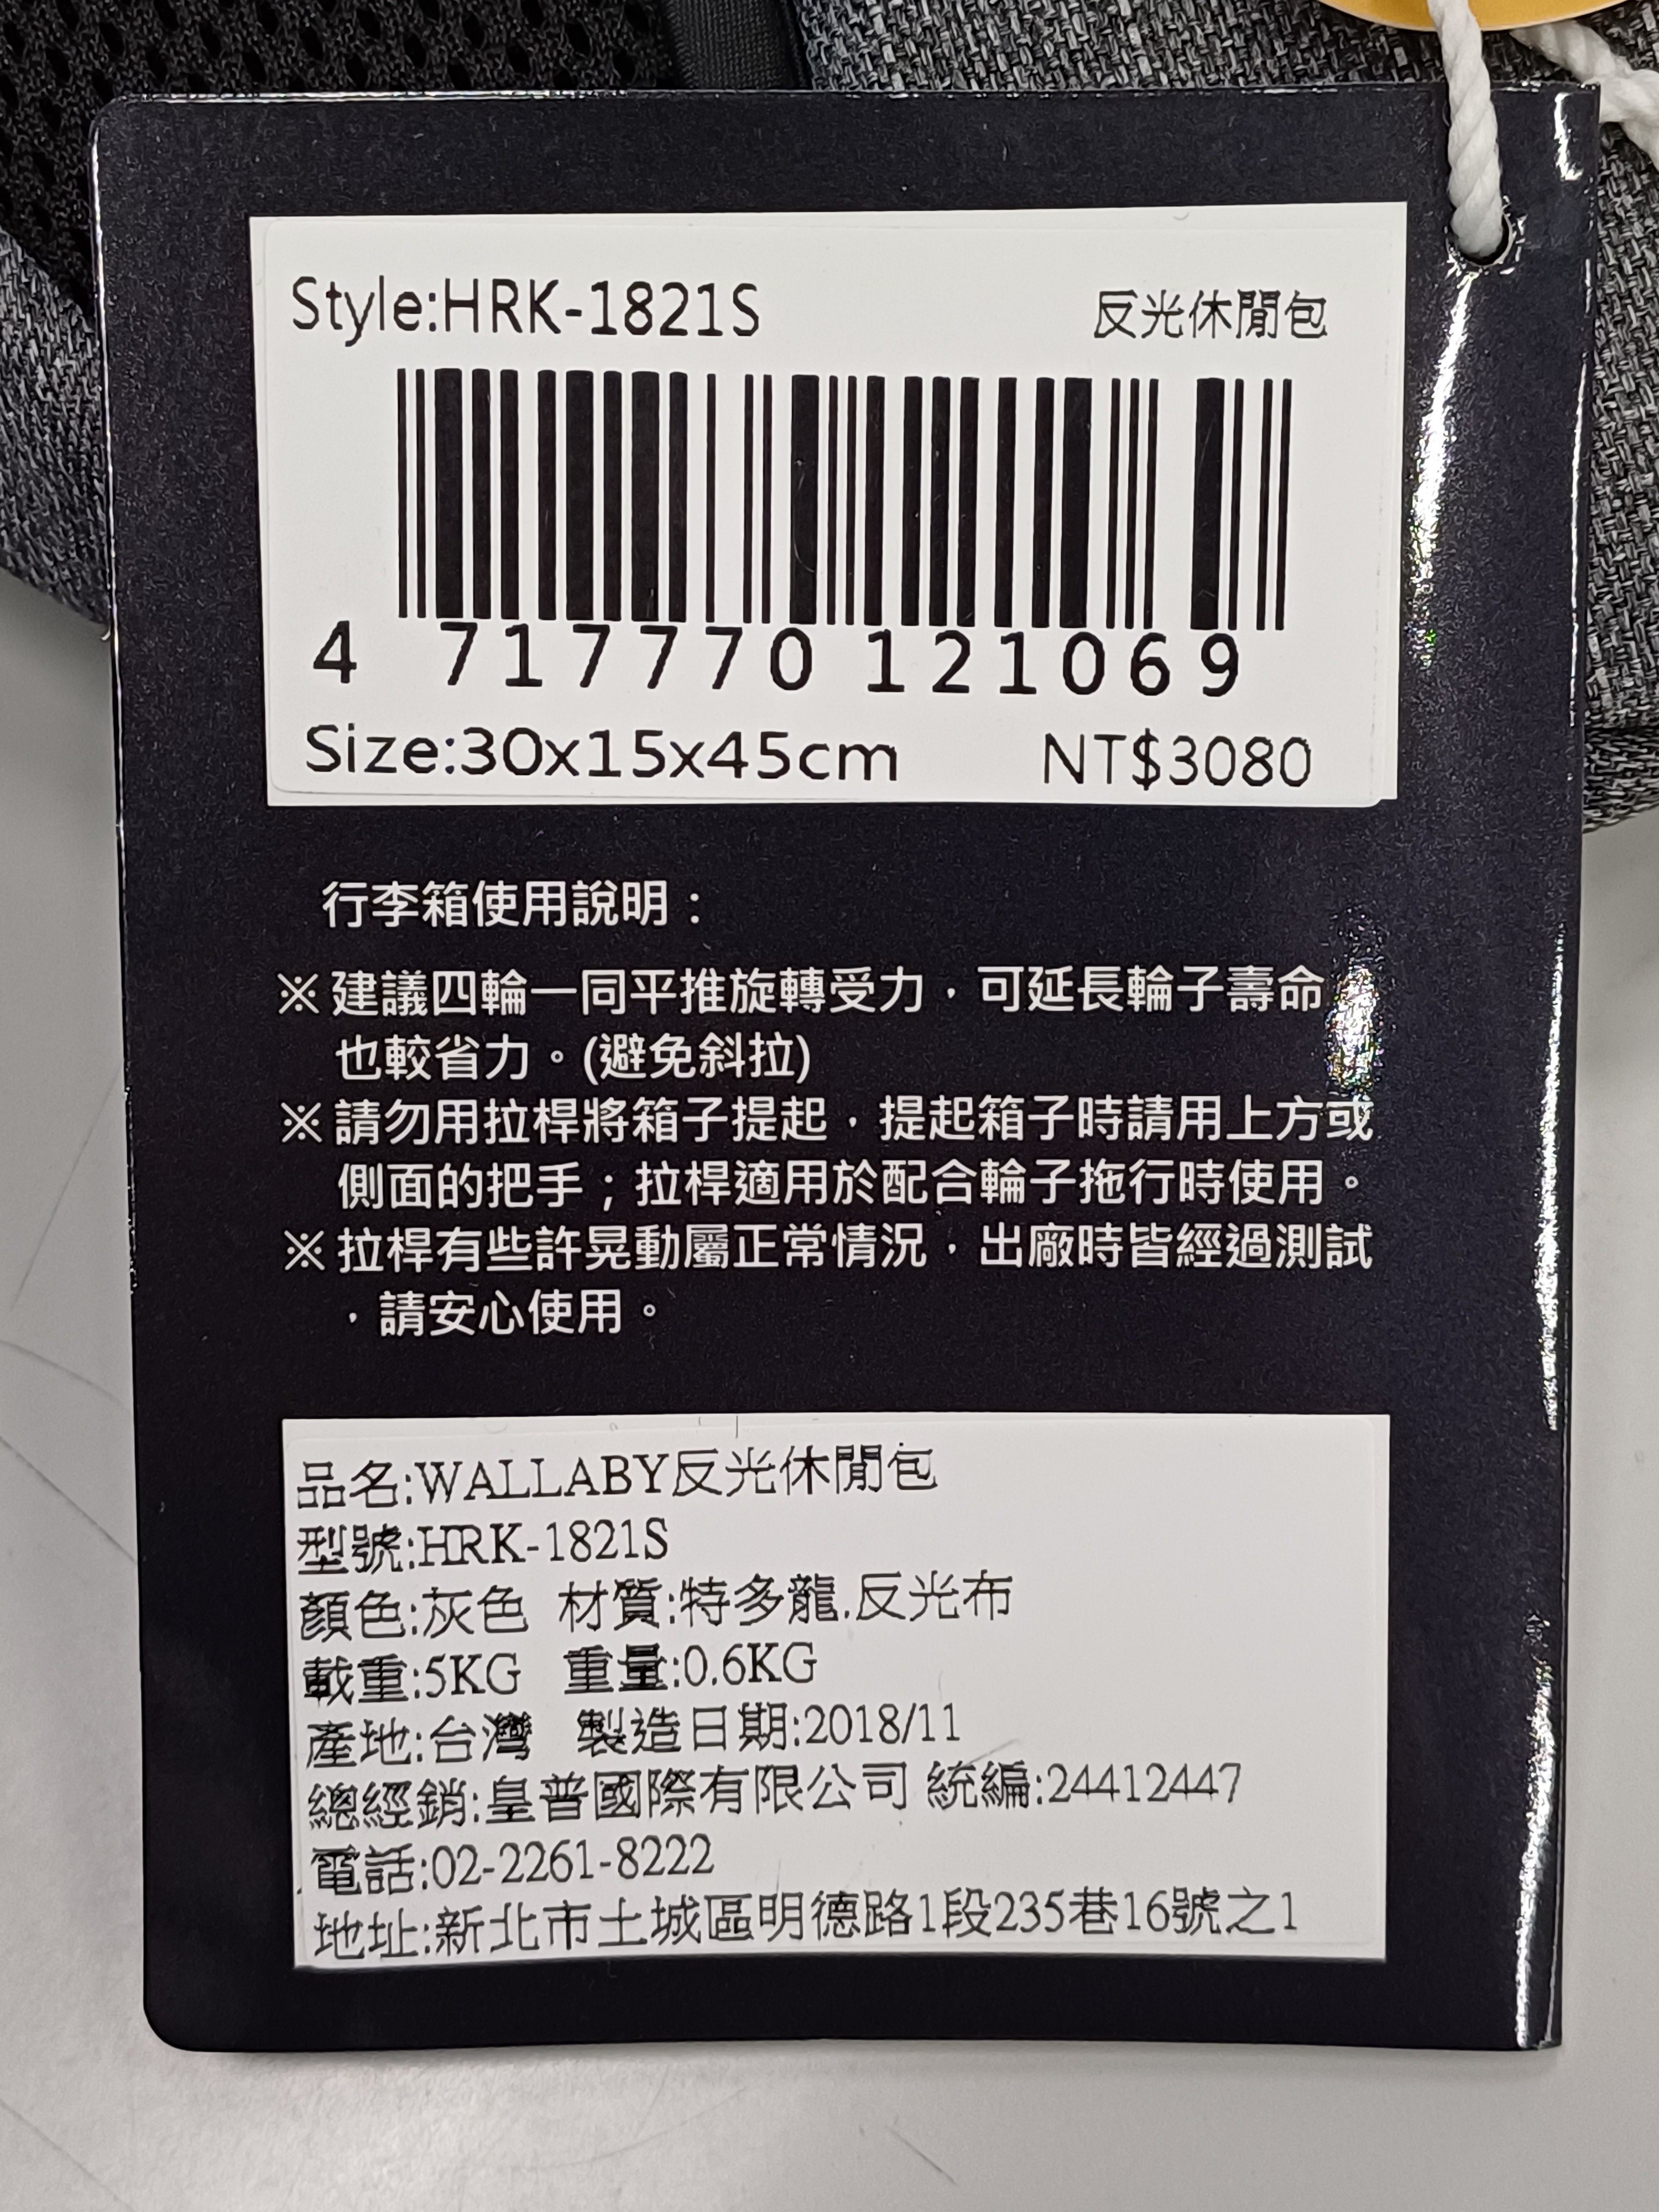 Style:HRK-1821S 反光休閒包
4 717770 121069
Size:30x15x45cm NT$3080
行李箱使用說明：
※建議四輪一同平推旋轉受力，可延長輪子壽命
也較省力。(避免斜拉)
※請勿用拉桿將箱子提起，提起箱子時請用上方或
側面的把手；拉桿適用於配合輪子拖行時使用。
※拉桿有些許晃動屬正常情況，出廠時皆經過測試
，請安心使用。
品名:WALLABY反光休閒包
型號:HRK-1821S
顏色:灰色 材質:特多龍.反光布
載重:5KG 重量:0.6KG
產地:台灣 製造日期:2018/11
總經銷:皇普國際有限公司 統編:24412447
電話:02-2261-8222
地址:新北市土城區明德路1段235巷16號之1